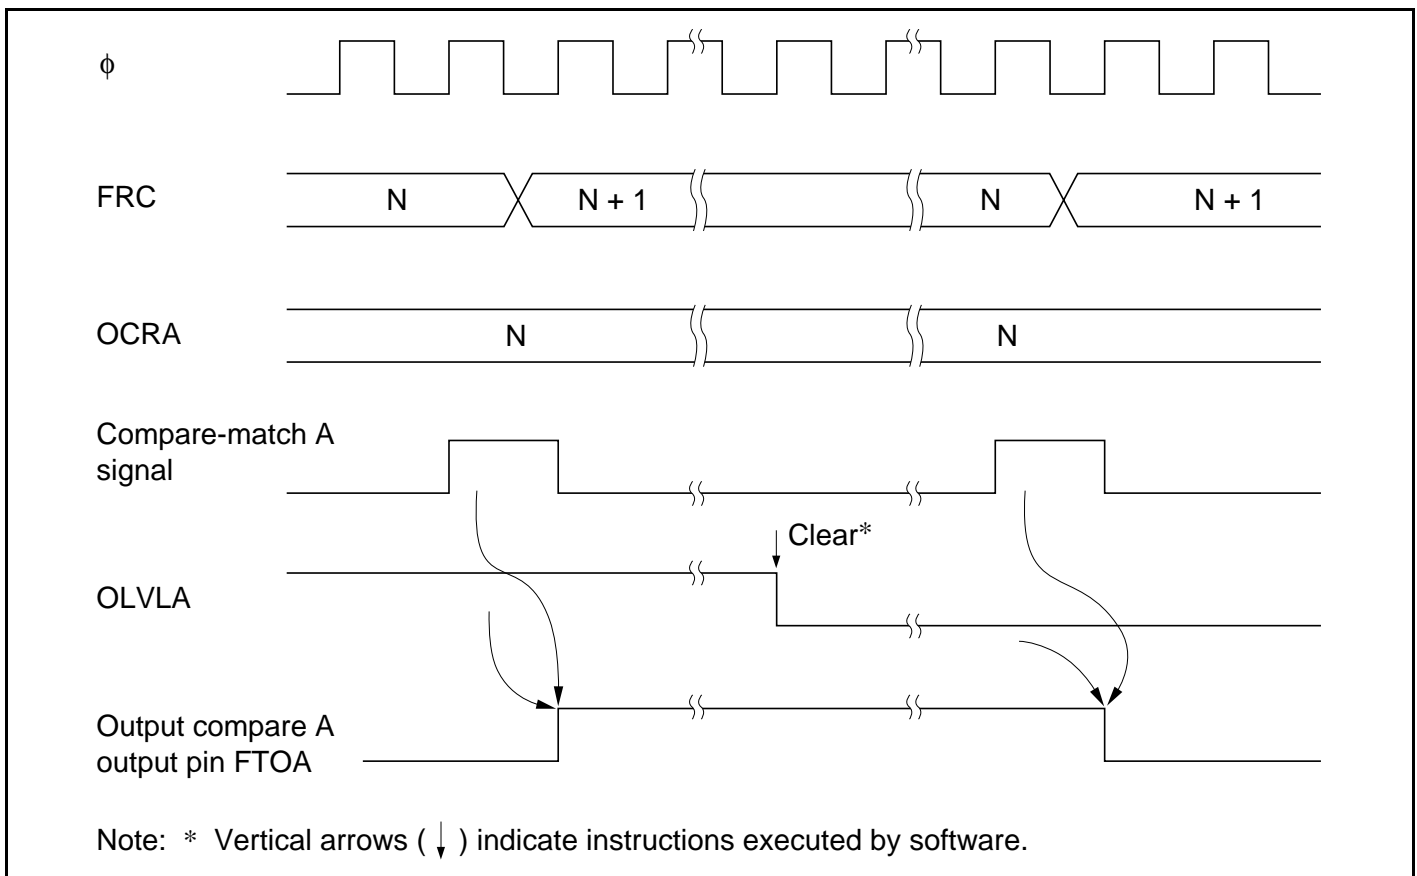 ϕ
FRC
N
N + 1
N
N + 1
OCRA
N
N
Compare-match A
signal
Clear*
OLVLA
Output compare A
output pin FTOA
Note: * Vertical arrows ( ↓ ) indicate instructions executed by software.